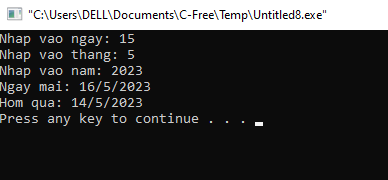 "C:\Users\DELL\Documents\C-Free\Temp\Untitled8.exe"
Nhap vao ngay: 15
Nhap vao thang: 5
Nhap vao nam: 2023
Ngay mai: 16/5/2023
Hom qua: 14/5/2023
Press any key to continue . . .